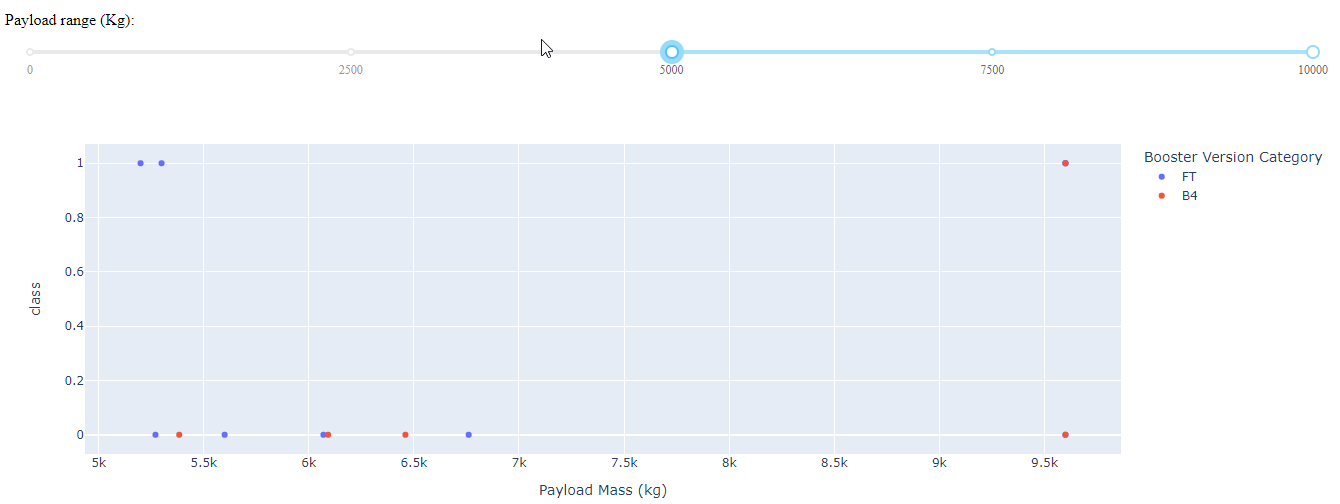 Payload range (Kg):
0 2500 5000 7500 10000
Booster Version Category
FT
B4
class
1
0.8
0.6
0.4
0.2
0
5k 5.5k 6k 6.5k 7k 7.5k 8k 8.5k 9k 9.5k
Payload Mass (kg)